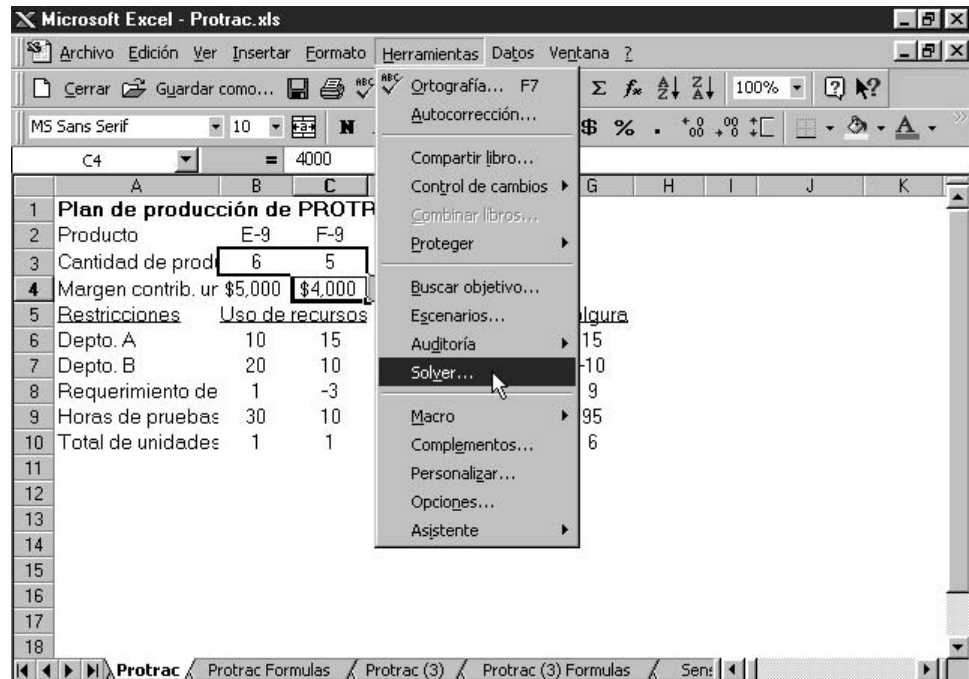 Microsoft Excel - Protrac.xls
Archivo Edición Ver Insertar Formato Herramientas Datos Ventana ?
Cerrar Guardar como... 100%
MS Sans Serif 10 N $ %
C4 = 4000
A B C G H I J K
1 Plan de producción de PROTR
2 Producto E-9 F-9
3 Cantidad de prod 6 5
4 Margen contrib. ur $5,000 $4,000
5 Restricciones Uso de recursos olgura
6 Depto. A 10 15 15
7 Depto. B 20 10 -10
8 Requerimiento de 1 -3 9
9 Horas de pruebas 30 10 95
10 Total de unidades 1 1 6
11
12
13
14
15
16
17
18
Ortografía... F7
Autocorrección...
Compartir libro...
Control de cambios
Combinar libros...
Proteger
Buscar objetivo...
Escenarios...
Auditoría
Solver...
Macro
Complementos...
Personalizar...
Opciones...
Asistente
Protrac Protrac Formulas Protrac (3) Protrac (3) Formulas Sens